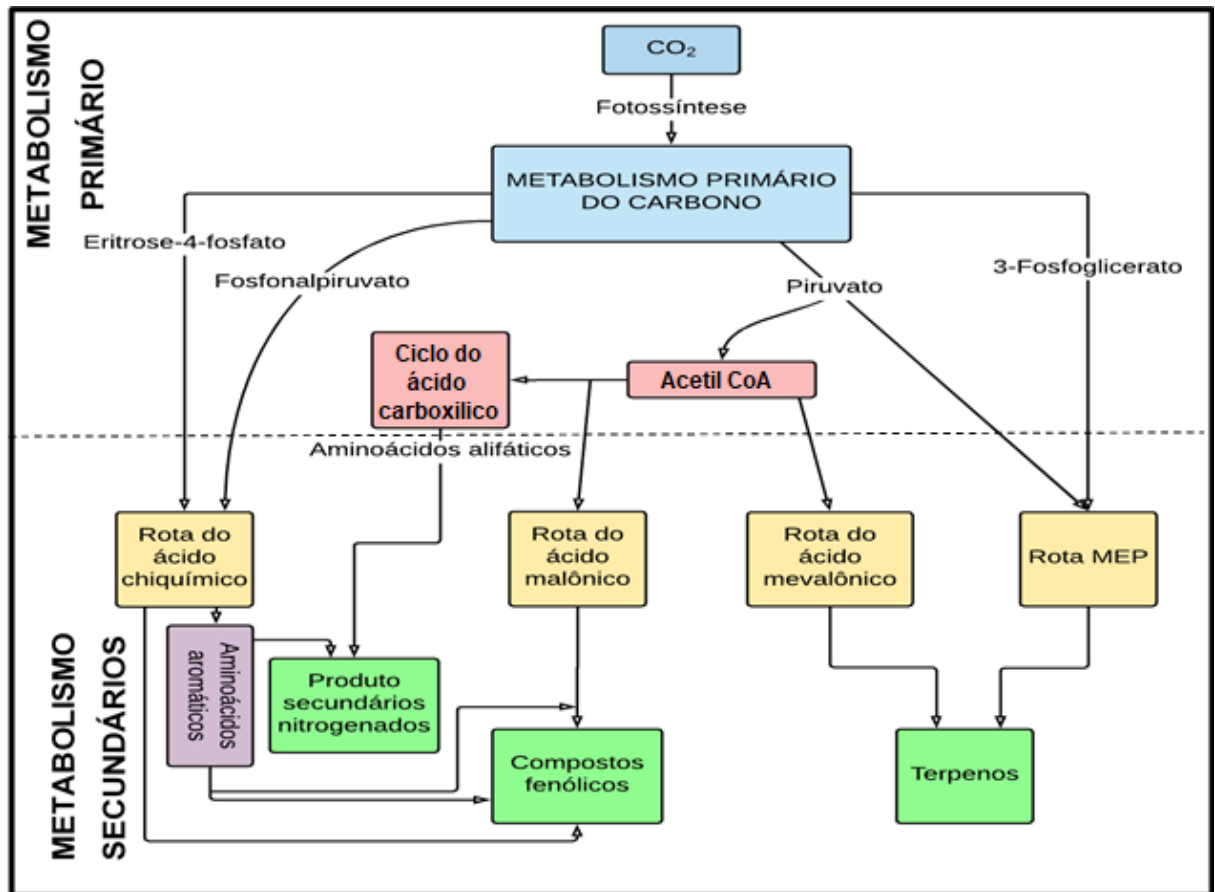 METABOLISMO
PRIMÁRIO
CO₂
Fotossíntese
METABOLISMO PRIMÁRIO
DO CARBONO
Eritrose-4-fosfato
Fosfonalpiruvato
Piruvato
3-Fosfoglicerato
Ciclo do
ácido
carboxilico
Acetil CoA
Aminoácidos alifáticos
METABOLISMO
SECUNDÁRIOS
Rota do
ácido
chiquímico
Rota do
ácido
malônico
Rota do
ácido
mevalônico
Rota MEP
Aminoácidos
aromáticos
Produto
secundários
nitrogenados
Compostos
fenólicos
Terpenos